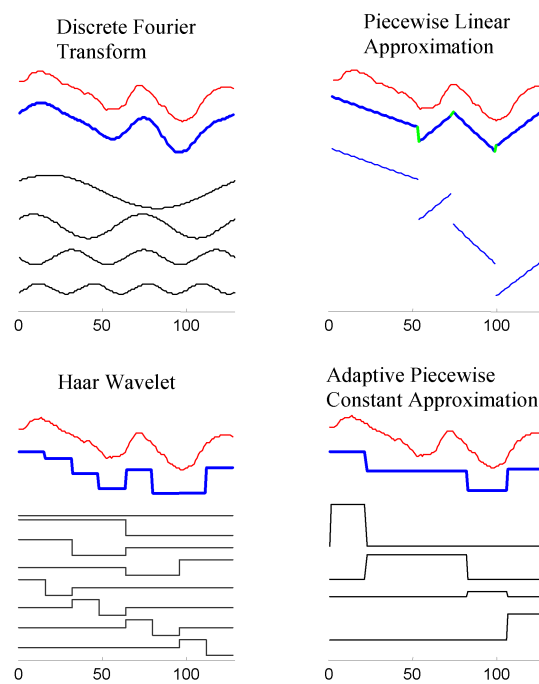 Discrete Fourier
Transform
Piecewise Linear
Approximation
0 50 100
0 50 100
Haar Wavelet
Adaptive Piecewise
Constant Approximation
0 50 100
0 50 100